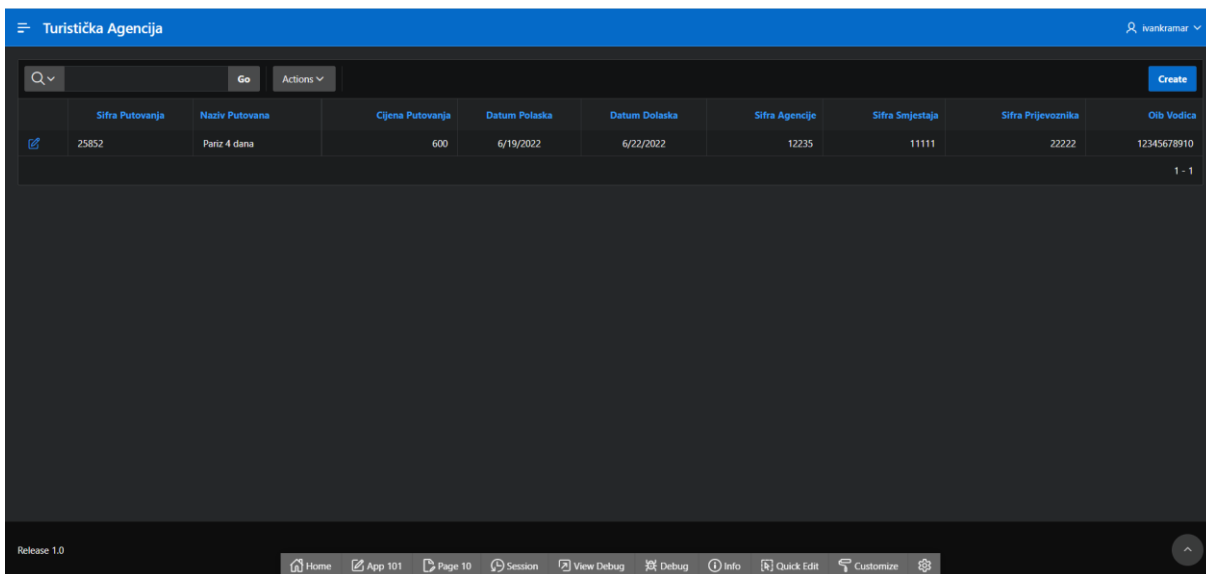 Turistička Agencija ivankramar
Go Actions Create
Sifra Putovanja Naziv Putovana Cijena Putovanja Datum Polaska Datum Dolaska Sifra Agencije Sifra Smjestaja Sifra Prijevoznika Oib Vodica
25852 Pariz 4 dana 600 6/19/2022 6/22/2022 12235 11111 22222 12345678910
1 - 1
Release 1.0
Home App 101 Page 10 Session View Debug Debug Info Quick Edit Customize